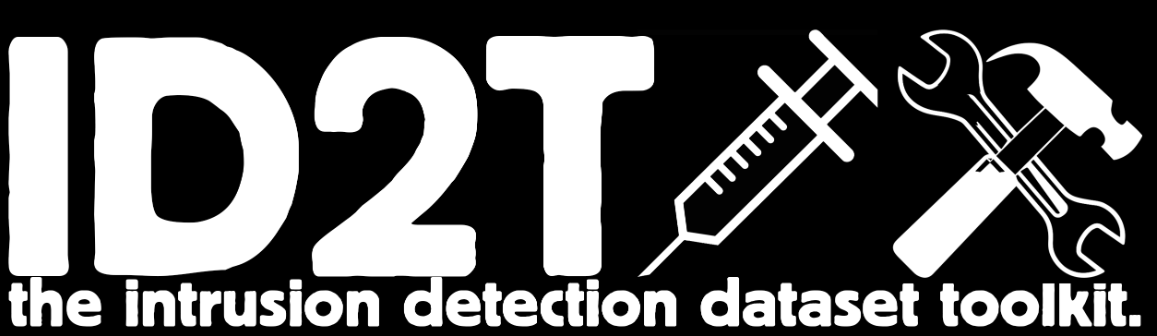 ID2T
the intrusion detection dataset toolkit.